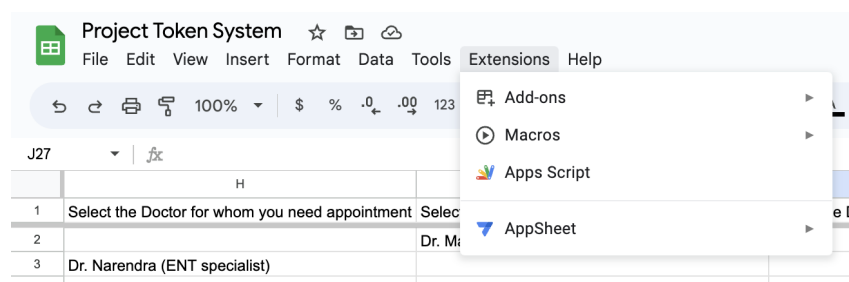 Project Token System
File Edit View Insert Format Data Tools Extensions Help
100% $ % .0 .00 123
Add-ons
Macros
Apps Script
AppSheet
J27 fx
H
1 Select the Doctor for whom you need appointment
2 Dr.
3 Dr. Narendra (ENT specialist)